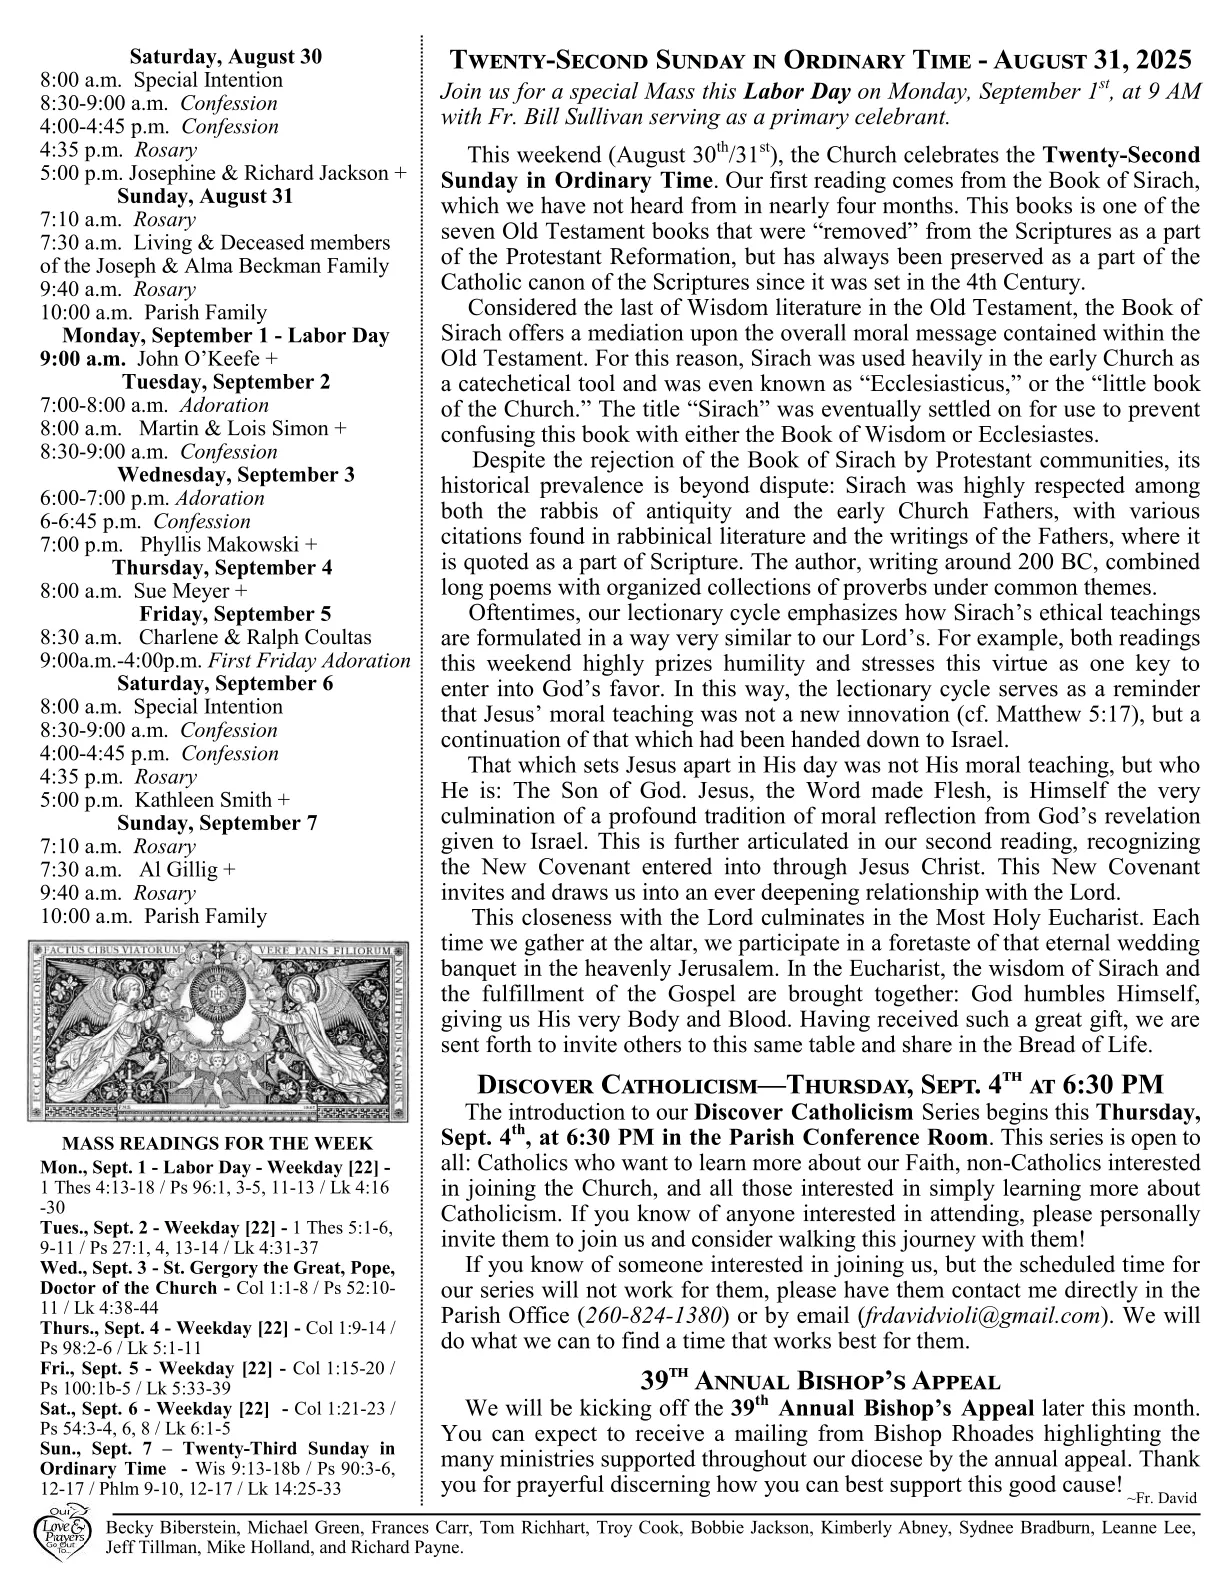 Saturday, August 30
8:00 a.m.  Special Intention
8:30-9:00 a.m.  Confession
4:00-4:45 p.m.  Confession
4:35 p.m.  Rosary
5:00 p.m. Josephine & Richard Jackson +
Sunday, August 31
7:10 a.m.  Rosary
7:30 a.m.  Living & Deceased members
of the Joseph & Alma Beckman Family
9:40 a.m.  Rosary
10:00 a.m.  Parish Family
Monday, September 1 - Labor Day
9:00 a.m.  John O’Keefe +
Tuesday, September 2
7:00-8:00 a.m.  Adoration
8:00 a.m.   Martin & Lois Simon +
8:30-9:00 a.m.  Confession
Wednesday, September 3
6:00-7:00 p.m. Adoration
6-6:45 p.m.  Confession
7:00 p.m.   Phyllis Makowski +
Thursday, September 4
8:00 a.m.  Sue Meyer +
Friday, September 5
8:30 a.m.   Charlene & Ralph Coultas
9:00a.m.-4:00p.m. First Friday Adoration
Saturday, September 6
8:00 a.m.  Special Intention
8:30-9:00 a.m.  Confession
4:00-4:45 p.m.  Confession
4:35 p.m.  Rosary
5:00 p.m.  Kathleen Smith +
Sunday, September 7
7:10 a.m.  Rosary
7:30 a.m.   Al Gillig +
9:40 a.m.  Rosary
10:00 a.m.  Parish Family
FACTUS CIBUS VIATORUM
VERE PANIS FILIORUM
ECCE PANIS ANGELORUM
NON MITTENDUS CANIBUS
MASS READINGS FOR THE WEEK
Mon., Sept. 1 - Labor Day - Weekday [22] -
1 Thes 4:13-18 / Ps 96:1, 3-5, 11-13 / Lk 4:16
-30
Tues., Sept. 2 - Weekday [22] - 1 Thes 5:1-6,
9-11 / Ps 27:1, 4, 13-14 / Lk 4:31-37
Wed., Sept. 3 - St. Gergory the Great, Pope,
Doctor of the Church - Col 1:1-8 / Ps 52:10-
11 / Lk 4:38-44
Thurs., Sept. 4 - Weekday [22] - Col 1:9-14 /
Ps 98:2-6 / Lk 5:1-11
Fri., Sept. 5 - Weekday [22] - Col 1:15-20 /
Ps 100:1b-5 / Lk 5:33-39
Sat., Sept. 6 - Weekday [22]  - Col 1:21-23 /
Ps 54:3-4, 6, 8 / Lk 6:1-5
Sun., Sept. 7 – Twenty-Third Sunday in
Ordinary Time  - Wis 9:13-18b / Ps 90:3-6,
12-17 / Phlm 9-10, 12-17 / Lk 14:25-33
Twenty-Second Sunday in Ordinary Time - August 31, 2025
Join us for a special Mass this Labor Day on Monday, September 1st, at 9 AM
with Fr. Bill Sullivan serving as a primary celebrant.
This weekend (August 30th/31st), the Church celebrates the Twenty-Second
Sunday in Ordinary Time. Our first reading comes from the Book of Sirach,
which we have not heard from in nearly four months. This books is one of the
seven Old Testament books that were “removed” from the Scriptures as a part
of the Protestant Reformation, but has always been preserved as a part of the
Catholic canon of the Scriptures since it was set in the 4th Century.
Considered the last of Wisdom literature in the Old Testament, the Book of
Sirach offers a mediation upon the overall moral message contained within the
Old Testament. For this reason, Sirach was used heavily in the early Church as
a catechetical tool and was even known as “Ecclesiasticus,” or the “little book
of the Church.” The title “Sirach” was eventually settled on for use to prevent
confusing this book with either the Book of Wisdom or Ecclesiastes.
Despite the rejection of the Book of Sirach by Protestant communities, its
historical prevalence is beyond dispute: Sirach was highly respected among
both the rabbis of antiquity and the early Church Fathers, with various
citations found in rabbinical literature and the writings of the Fathers, where it
is quoted as a part of Scripture. The author, writing around 200 BC, combined
long poems with organized collections of proverbs under common themes.
Oftentimes, our lectionary cycle emphasizes how Sirach’s ethical teachings
are formulated in a way very similar to our Lord’s. For example, both readings
this weekend highly prizes humility and stresses this virtue as one key to
enter into God’s favor. In this way, the lectionary cycle serves as a reminder
that Jesus’ moral teaching was not a new innovation (cf. Matthew 5:17), but a
continuation of that which had been handed down to Israel.
That which sets Jesus apart in His day was not His moral teaching, but who
He is: The Son of God. Jesus, the Word made Flesh, is Himself the very
culmination of a profound tradition of moral reflection from God’s revelation
given to Israel. This is further articulated in our second reading, recognizing
the New Covenant entered into through Jesus Christ. This New Covenant
invites and draws us into an ever deepening relationship with the Lord.
This closeness with the Lord culminates in the Most Holy Eucharist. Each
time we gather at the altar, we participate in a foretaste of that eternal wedding
banquet in the heavenly Jerusalem. In the Eucharist, the wisdom of Sirach and
the fulfillment of the Gospel are brought together: God humbles Himself,
giving us His very Body and Blood. Having received such a great gift, we are
sent forth to invite others to this same table and share in the Bread of Life.
Discover Catholicism—Thursday, Sept. 4th at 6:30 PM
The introduction to our Discover Catholicism Series begins this Thursday,
Sept. 4th, at 6:30 PM in the Parish Conference Room. This series is open to
all: Catholics who want to learn more about our Faith, non-Catholics interested
in joining the Church, and all those interested in simply learning more about
Catholicism. If you know of anyone interested in attending, please personally
invite them to join us and consider walking this journey with them!
If you know of someone interested in joining us, but the scheduled time for
our series will not work for them, please have them contact me directly in the
Parish Office (260-824-1380) or by email (frdavidvioli@gmail.com). We will
do what we can to find a time that works best for them.
39th Annual Bishop’s Appeal
We will be kicking off the 39th Annual Bishop’s Appeal later this month.
You can expect to receive a mailing from Bishop Rhoades highlighting the
many ministries supported throughout our diocese by the annual appeal. Thank
you for prayerful discerning how you can best support this good cause!
~Fr. David
Our
Love &
Prayers
Go Out
To...
Becky Biberstein, Michael Green, Frances Carr, Tom Richhart, Troy Cook, Bobbie Jackson, Kimberly Abney, Sydnee Bradburn, Leanne Lee,
Jeff Tillman, Mike Holland, and Richard Payne.